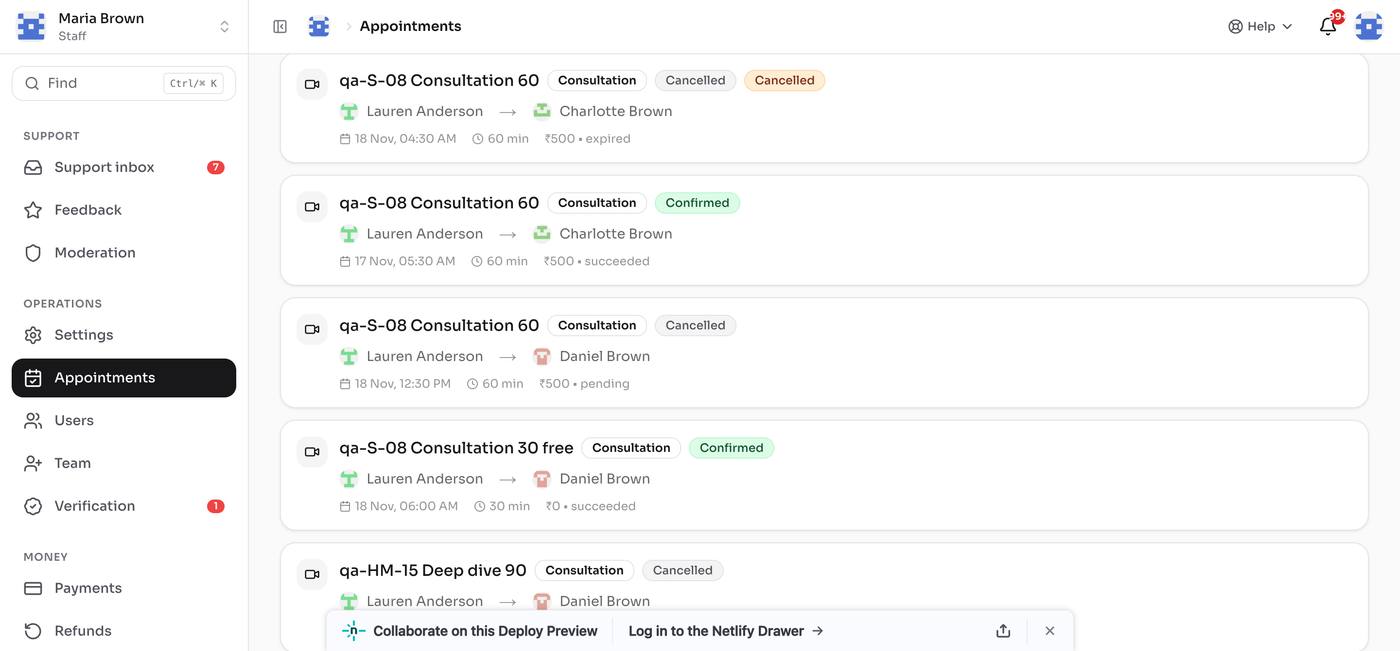 Maria Brown
Staff
Find
Ctrl/⌘ K
SUPPORT
Support inbox 7
Feedback
Moderation
OPERATIONS
Settings
Appointments
Users
Team
Verification 1
MONEY
Payments
Refunds
Appointments
Help
99+
qa-S-08 Consultation 60 Consultation Cancelled Cancelled
Lauren Anderson → Charlotte Brown
18 Nov, 04:30 AM 60 min ₹500 • expired
qa-S-08 Consultation 60 Consultation Confirmed
Lauren Anderson → Charlotte Brown
17 Nov, 05:30 AM 60 min ₹500 • succeeded
qa-S-08 Consultation 60 Consultation Cancelled
Lauren Anderson → Daniel Brown
18 Nov, 12:30 PM 60 min ₹500 • pending
qa-S-08 Consultation 30 free Consultation Confirmed
Lauren Anderson → Daniel Brown
18 Nov, 06:00 AM 30 min ₹0 • succeeded
qa-HM-15 Deep dive 90 Consultation Cancelled
Lauren Anderson → Daniel Brown
Collaborate on this Deploy Preview Log in to the Netlify Drawer →